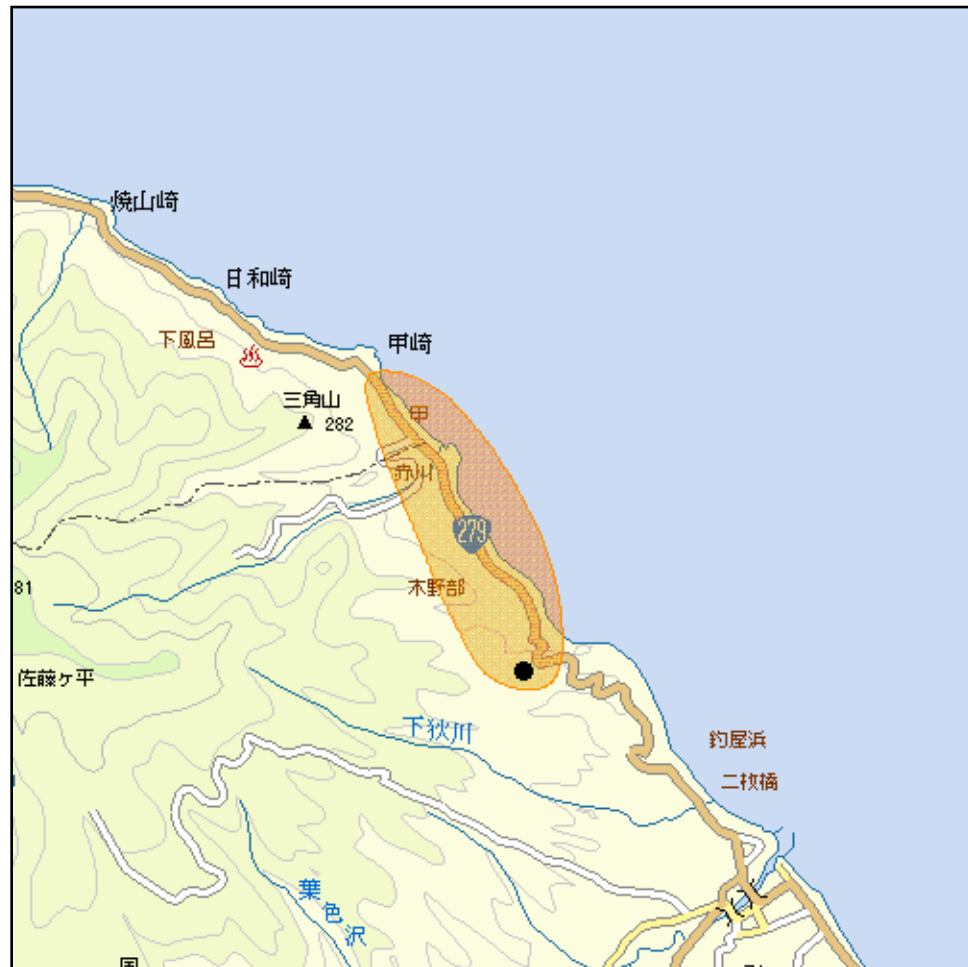 焼山崎
日和崎
下風呂
甲崎
三角山
282
甲
赤川
279
木野部
81
佐藤ヶ平
下狄川
釣屋浜
二枚橋
葉色沢